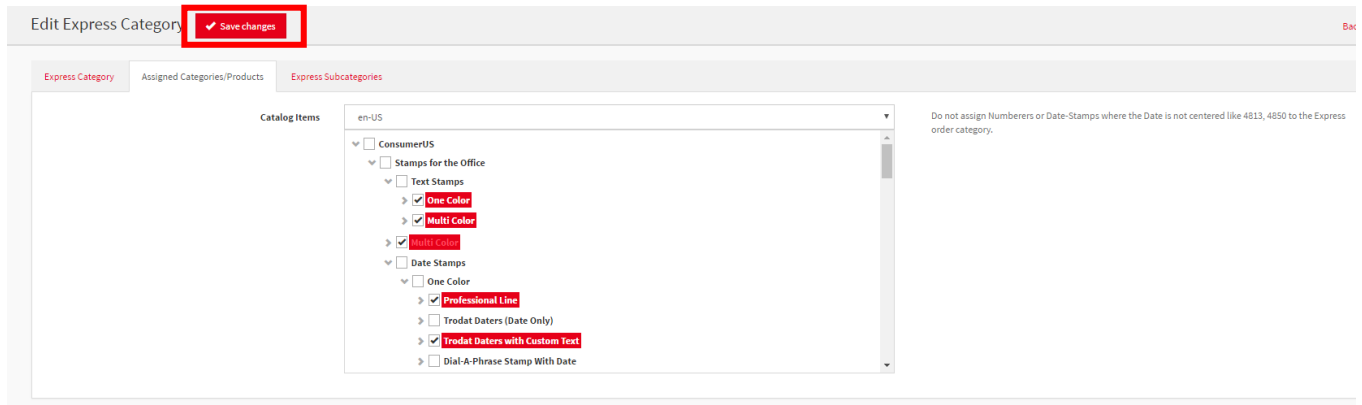 Edit Express Category
Save changes
Express Category
Assigned Categories/Products
Express Subcategories
Catalog Items
en-US
Do not assign Numberers or Date-Stamps where the Date is not centered like 4813, 4850 to the Express
order category.
ConsumerUS
Stamps for the Office
Text Stamps
One Color
Multi Color
Multi Color
Date Stamps
One Color
Professional Line
Trodat Daters (Date Only)
Trodat Daters with Custom Text
Dial-A-Phrase Stamp With Date